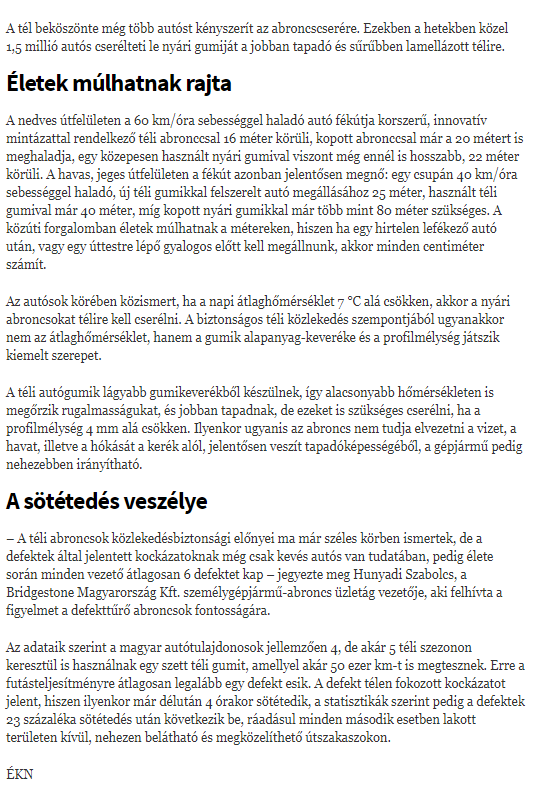 A tél beköszönte még több autóst kényszerít az abroncscserére. Ezekben a hetekben közel
1,5 millió autós cserélteti le nyári gumiját a jobban tapadó és sűrűbben lamellázott télire.
Életek múlhatnak rajta
A nedves útfelületen a 60 km/óra sebességgel haladó autó fékútja korszerű, innovatív
mintázattal rendelkező téli abronccsal 16 méter körüli, kopott abronccsal már a 20 métert is
meghaladja, egy közepesen használt nyári gumival viszont még ennél is hosszabb, 22 méter
körüli. A havas, jeges útfelületen a fékút azonban jelentősen megnő: egy csupán 40 km/óra
sebességgel haladó, új téli gumikkal felszerelt autó megállásához 25 méter, használt téli
gumival már 40 méter, míg kopott nyári gumikkal már több mint 80 méter szükséges. A
közúti forgalomban életek múlhatnak a métereken, hiszen ha egy hirtelen lefékező autó
után, vagy egy úttestre lépő gyalogos előtt kell megállnunk, akkor minden centiméter
számít.
Az autósok körében közismert, ha a napi átlaghőmérséklet 7 °C alá csökken, akkor a nyári
abroncsokat télire kell cserélni. A biztonságos téli közlekedés szempontjából ugyanakkor
nem az átlaghőmérséklet, hanem a gumik alapanyag-keveréke és a profilmélység játszik
kiemelt szerepet.
A téli autógumik lágyabb gumikeverékből készülnek, így alacsonyabb hőmérsékleten is
megőrzik rugalmasságukat, és jobban tapadnak, de ezeket is szükséges cserélni, ha a
profilmélység 4 mm alá csökken. Ilyenkor ugyanis az abroncs nem tudja elvezetni a vizet, a
havat, illetve a hókását a kerék alól, jelentősen veszít tapadóképességéből, a gépjármű pedig
nehezebben irányítható.
A sötétedés veszélye
– A téli abroncsok közlekedésbiztonsági előnyei ma már széles körben ismertek, de a
defektek által jelentett kockázatoknak még csak kevés autós van tudatában, pedig élete
során minden vezető átlagosan 6 defektet kap – jegyezte meg Hunyadi Szabolcs, a
Bridgestone Magyarország Kft. személygépjármű-abroncs üzletág vezetője, aki felhívta a
figyelmet a defekttűrő abroncsok fontosságára.
Az adataik szerint a magyar autótulajdonosok jellemzően 4, de akár 5 téli szezonon
keresztül is használnak egy szett téli gumit, amellyel akár 50 ezer km-t is megtesznek. Erre a
futásteljesítményre átlagosan legalább egy defekt esik. A defekt télen fokozott kockázatot
jelent, hiszen ilyenkor már délután 4 órakor sötétedik, a statisztikák szerint pedig a defektek
23 százaléka sötétedés után következik be, ráadásul minden második esetben lakott
területen kívül, nehezen belátható és megközelíthető útszakaszokon.
ÉKN